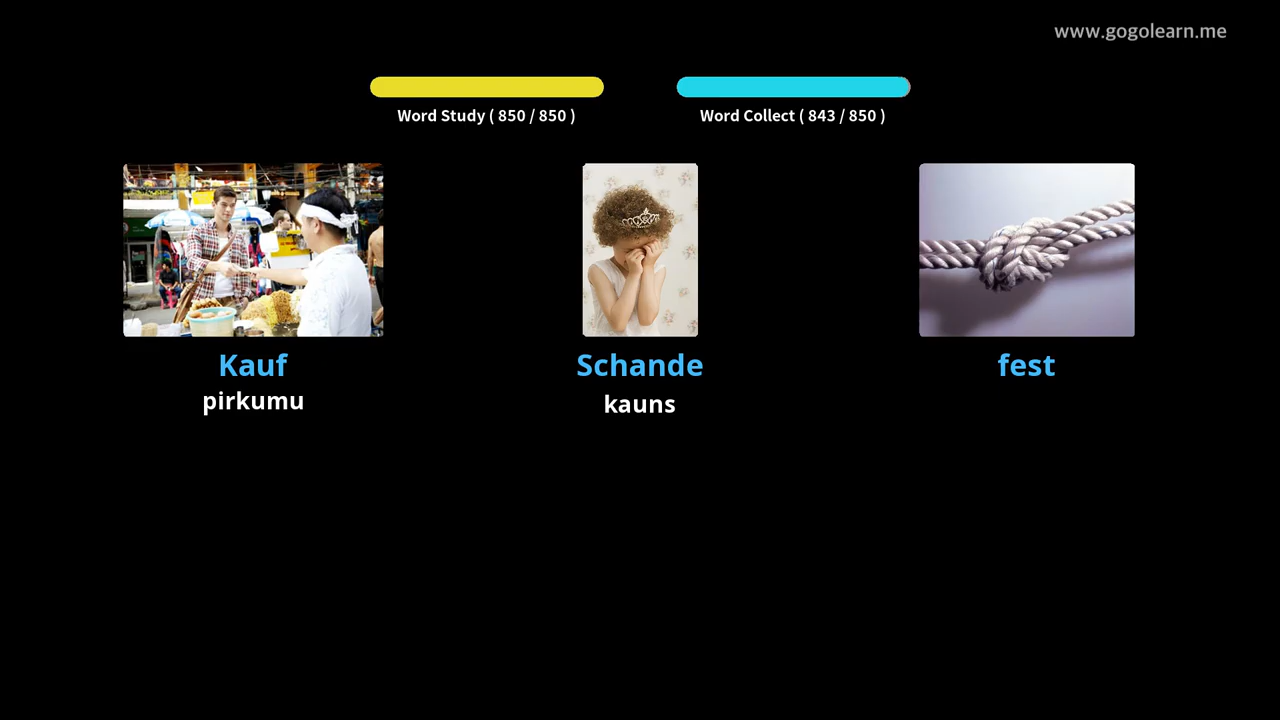 www.gogolearn.me
Word Study ( 850 / 850 )
Word Collect ( 843 / 850 )
Kauf
pirkumu
Schande
kauns
fest